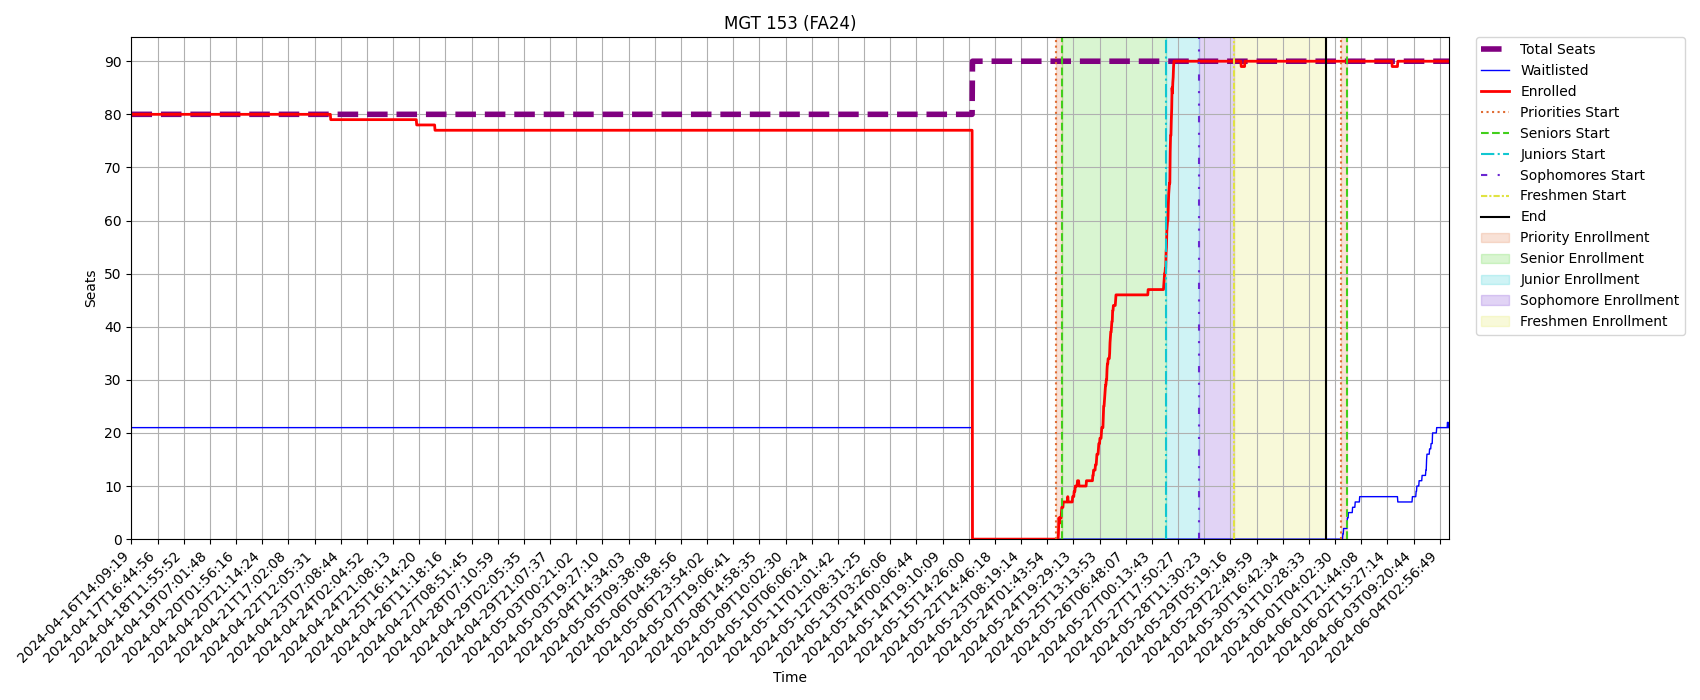 MGT 153 (FA24)
Seats
90
80
70
60
50
40
30
20
10
0
2024-04-16T14:09:19
2024-04-17T16:44:56
2024-04-18T11:55:52
2024-04-19T07:01:48
2024-04-20T01:56:16
2024-04-20T21:14:24
2024-04-21T17:02:08
2024-04-22T12:05:31
2024-04-23T07:08:44
2024-04-24T02:04:52
2024-04-24T21:08:13
2024-04-25T16:14:20
2024-04-26T11:18:16
2024-04-27T08:51:45
2024-04-28T07:10:59
2024-04-29T02:05:35
2024-04-29T21:07:37
2024-05-03T00:21:02
2024-05-03T19:27:10
2024-05-04T14:34:03
2024-05-05T09:38:08
2024-05-06T04:58:56
2024-05-06T23:54:02
2024-05-07T19:06:41
2024-05-08T14:58:35
2024-05-09T10:02:30
2024-05-10T06:06:24
2024-05-11T01:01:42
2024-05-12T08:31:25
2024-05-13T03:26:06
2024-05-14T00:06:44
2024-05-14T19:10:09
2024-05-15T14:26:00
2024-05-22T14:46:18
2024-05-23T08:19:14
2024-05-24T01:43:54
2024-05-24T19:29:13
2024-05-25T13:13:53
2024-05-26T06:48:07
2024-05-27T00:13:43
2024-05-27T17:50:27
2024-05-28T11:30:23
2024-05-29T05:19:16
2024-05-29T22:49:59
2024-05-30T16:42:34
2024-05-31T10:28:33
2024-06-01T04:02:30
2024-06-01T21:44:08
2024-06-02T15:27:14
2024-06-03T09:20:44
2024-06-04T02:56:49
Time
Total Seats
Waitlisted
Enrolled
Priorities Start
Seniors Start
Juniors Start
Sophomores Start
Freshmen Start
End
Priority Enrollment
Senior Enrollment
Junior Enrollment
Sophomore Enrollment
Freshmen Enrollment